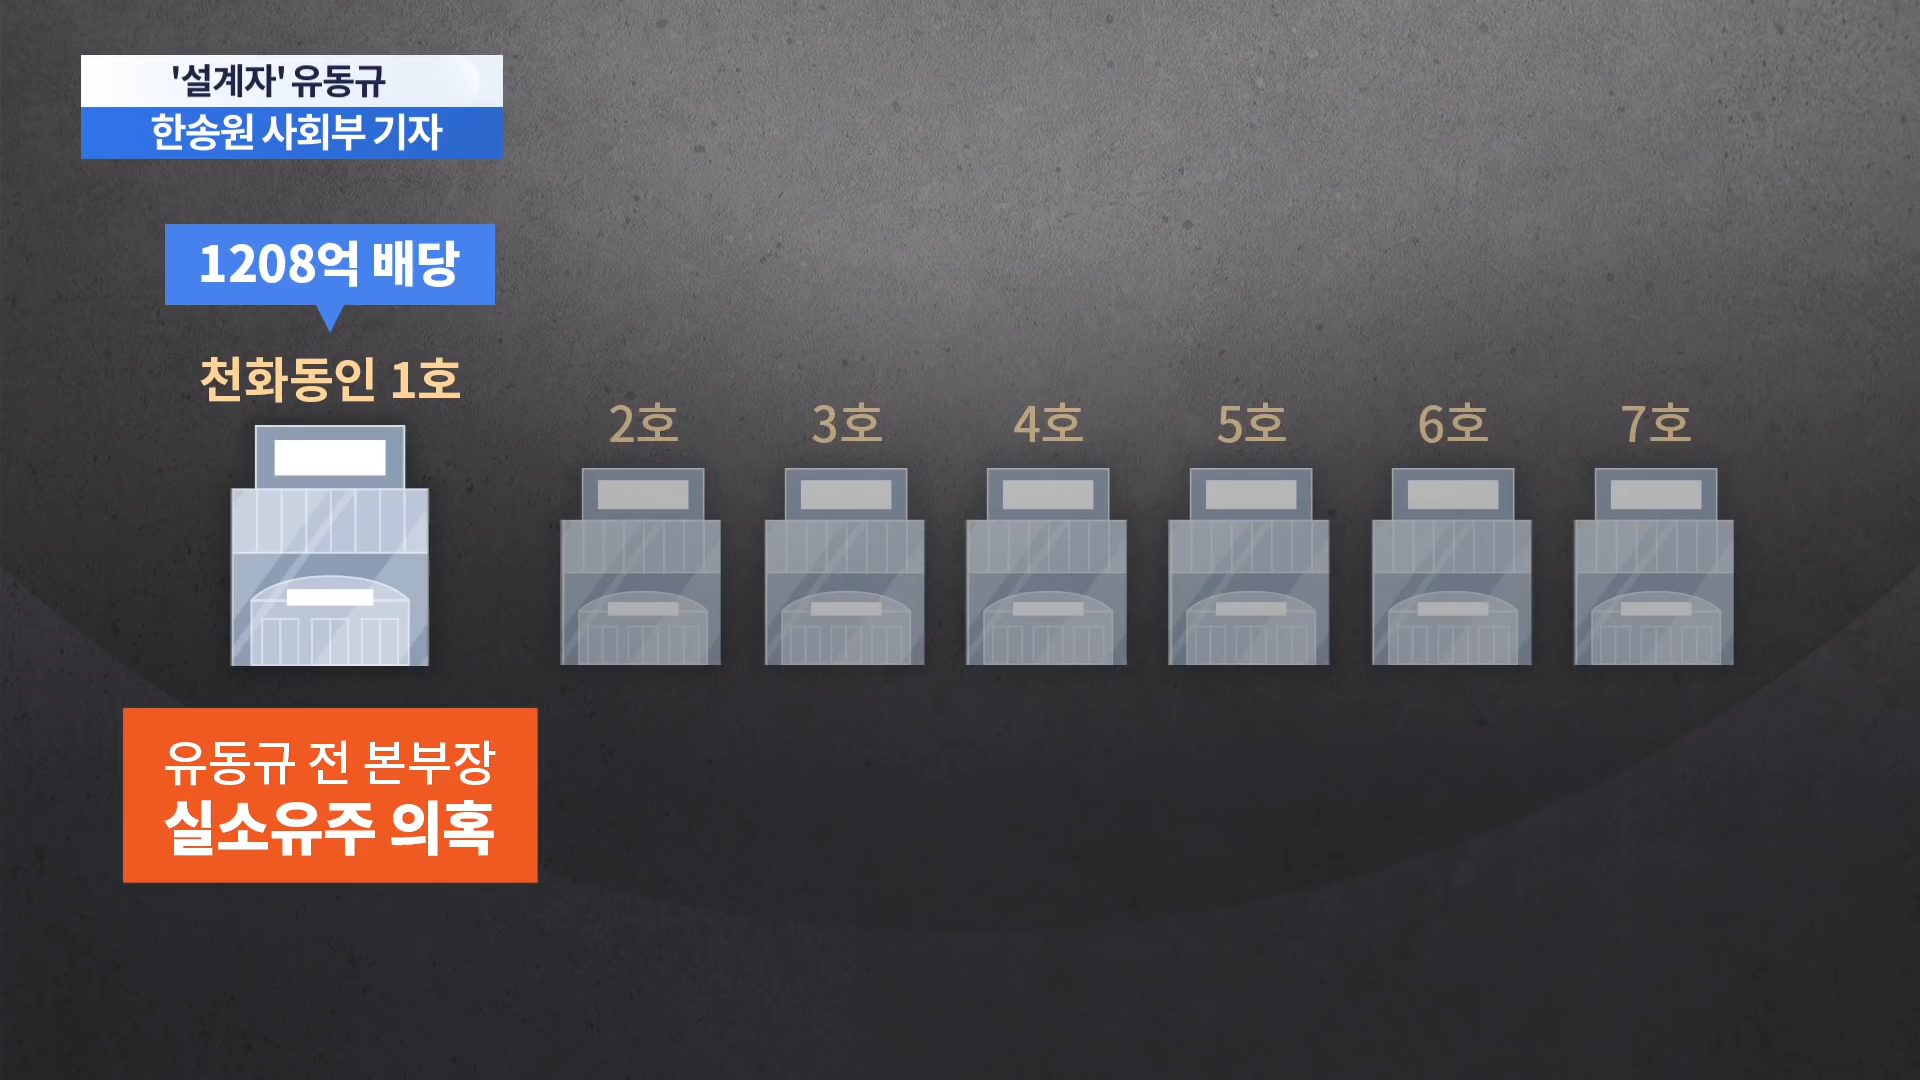 '설계자' 유동규
한송원 사회부 기자
1208억 배당
천화동인 1호
2호
3호
4호
5호
6호
7호
유동규 전 본부장
실소유주 의혹